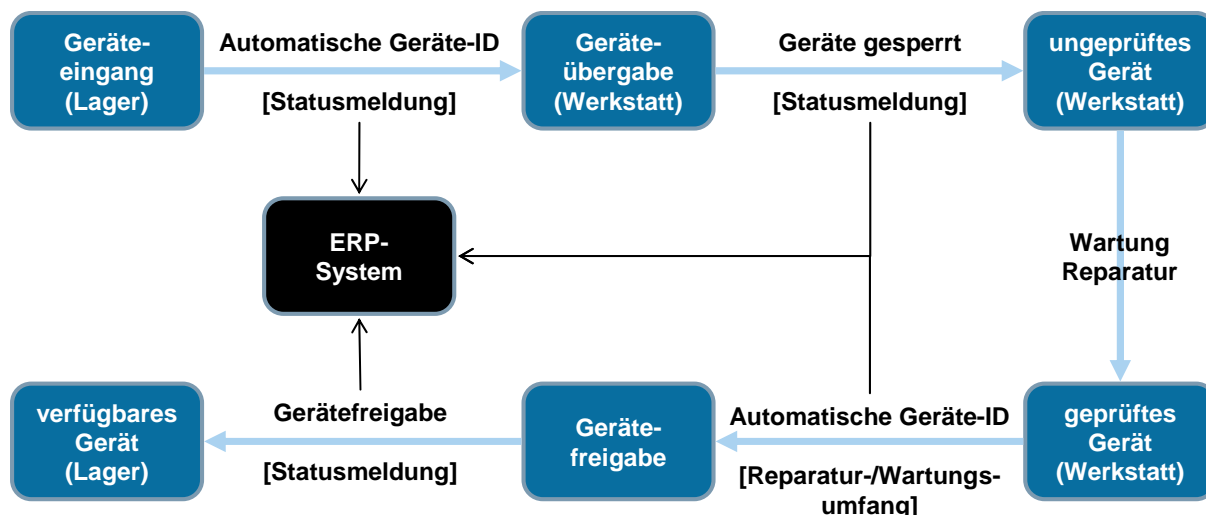 Geräte-
eingang
(Lager)
Automatische Geräte-ID
[Statusmeldung]
Geräte-
übergabe
(Werkstatt)
Geräte gesperrt
[Statusmeldung]
ungeprüftes
Gerät
(Werkstatt)
ERP-
System
Wartung
Reparatur
verfügbares
Gerät
(Lager)
Gerätefreigabe
[Statusmeldung]
Geräte-
freigabe
Automatische Geräte-ID
[Reparatur-/Wartungs-
umfang]
geprüftes
Gerät
(Werkstatt)